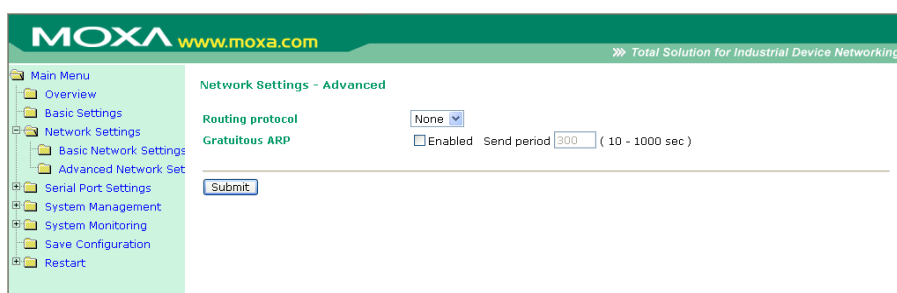 MOXA www.moxa.com
Total Solution for Industrial Device Networking
Main Menu
Overview
Basic Settings
Network Settings
Basic Network Settings
Advanced Network Set
Serial Port Settings
System Management
System Monitoring
Save Configuration
Restart
Network Settings - Advanced
Routing protocol None
Gratuitous ARP Enabled Send period 300 ( 10 - 1000 sec )
Submit